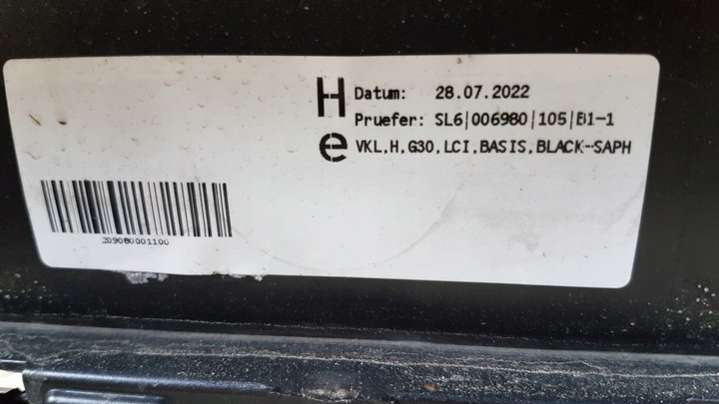 H Datum: 28.07.2022
Pruefer: SL6|006980|105|B1-1
e VKL,H,G30,LCI,BASIS,BLACK-SAPH
209080001100